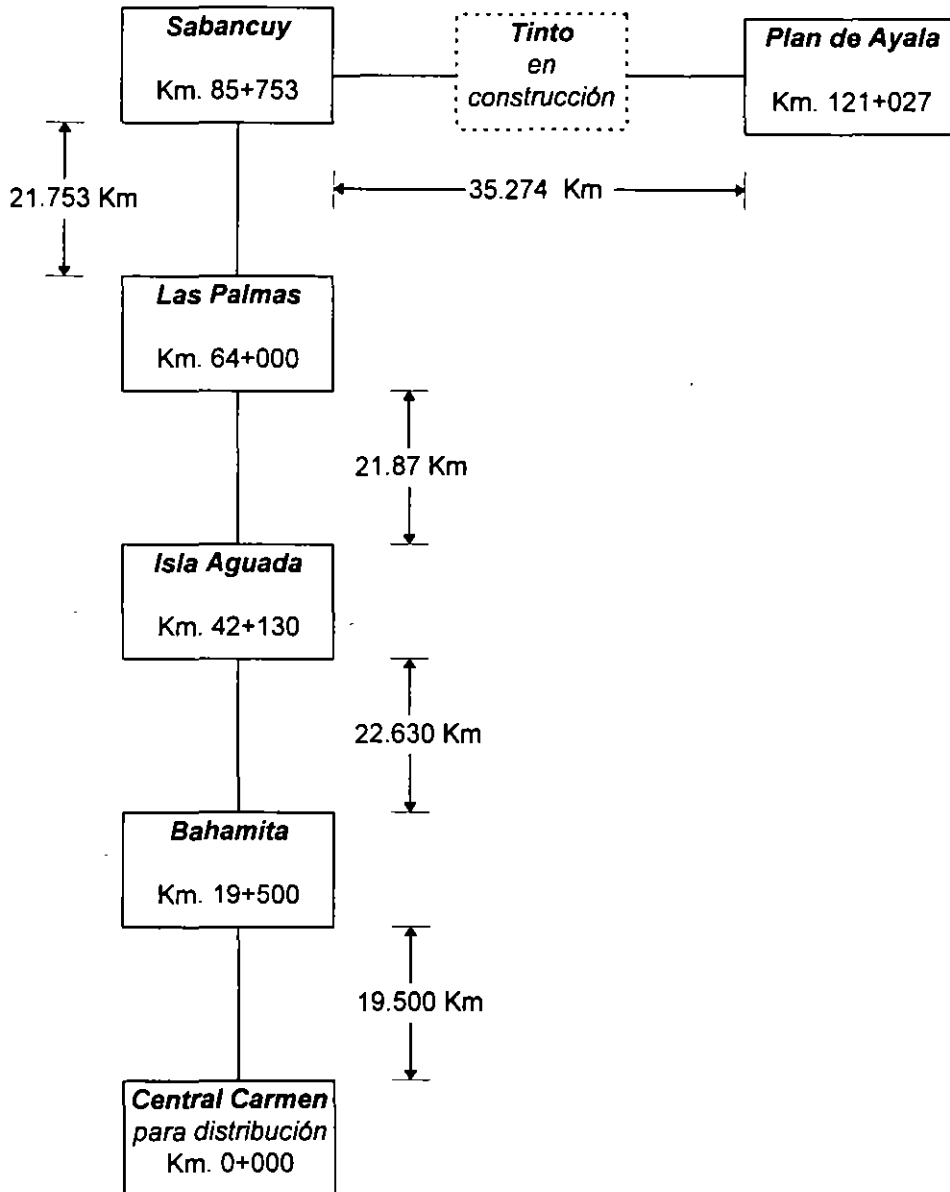 Sabancuy
Km. 85+753
Tinto
en
construcción
Plan de Ayala
Km. 121+027
21.753 Km
35.274 Km
Las Palmas
Km. 64+000
21.87 Km
Isla Aguada
Km. 42+130
22.630 Km
Bahamita
Km. 19+500
19.500 Km
Central Carmen
para distribución
Km. 0+000